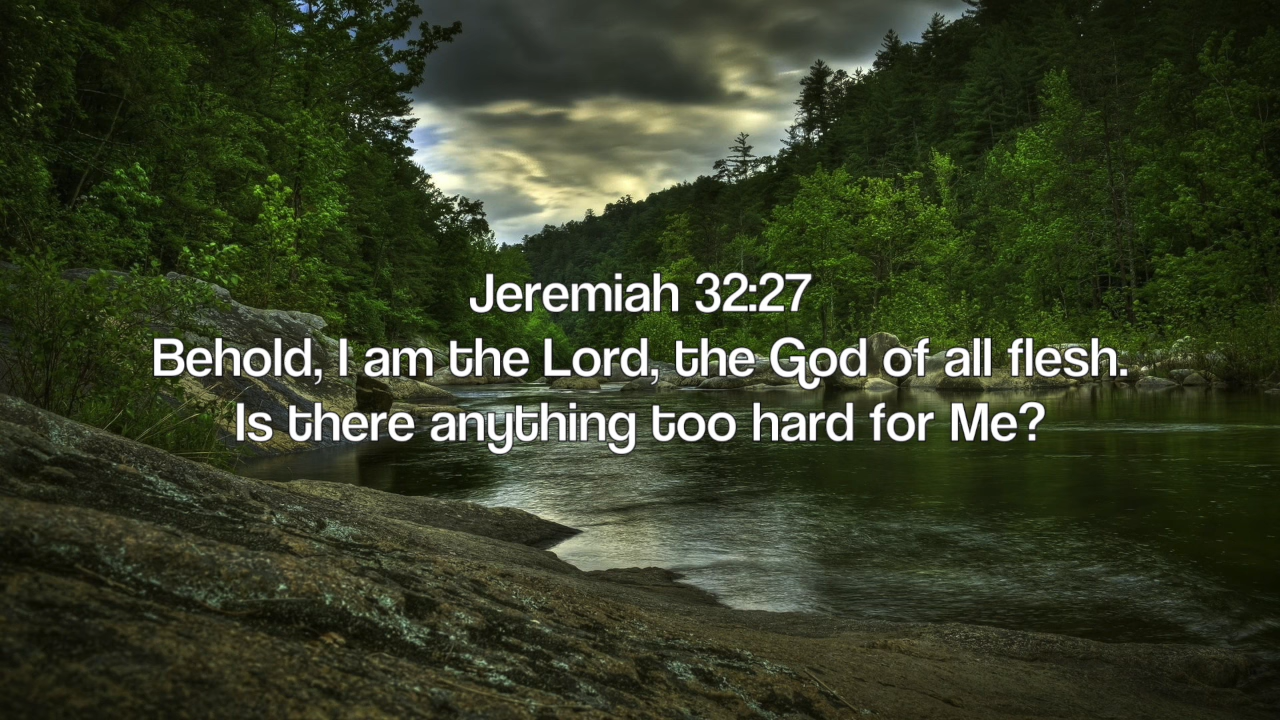 Jeremiah 32:27
Behold, I am the Lord, the God of all flesh.
Is there anything too hard for Me?